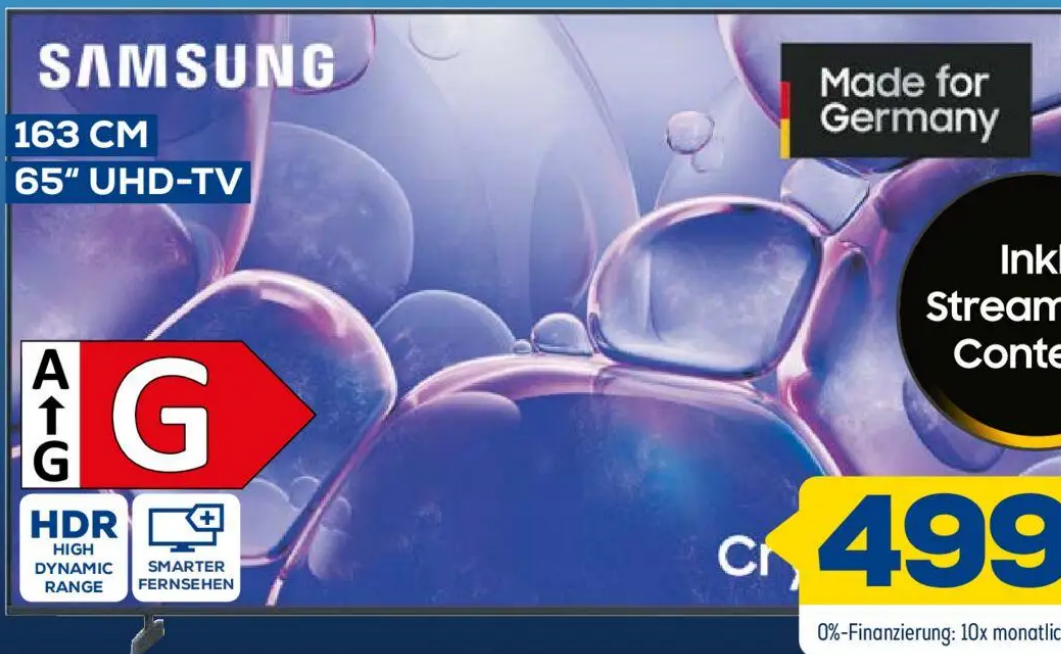 SAMSUNG
163 CM
65“ UHD-TV
Made for
Germany
A
G
G
HDR
HIGH
DYNAMIC
RANGE
SMARTER
FERNSEHEN
499
0%-Finanzierung: 10x